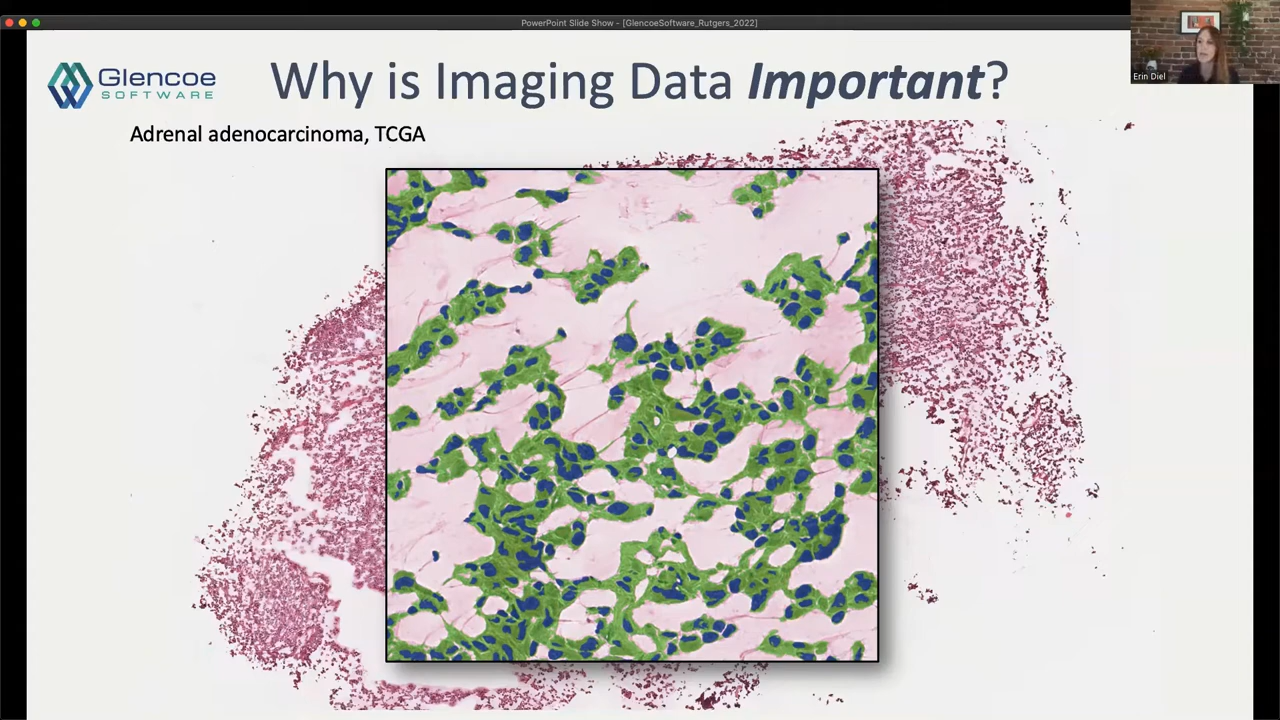 PowerPoint Slide Show - [GlencoeSoftware_Rutgers_2022]
Glencoe
SOFTWARE
Why is Imaging Data Important?
Erin Diel
Adrenal adenocarcinoma, TCGA